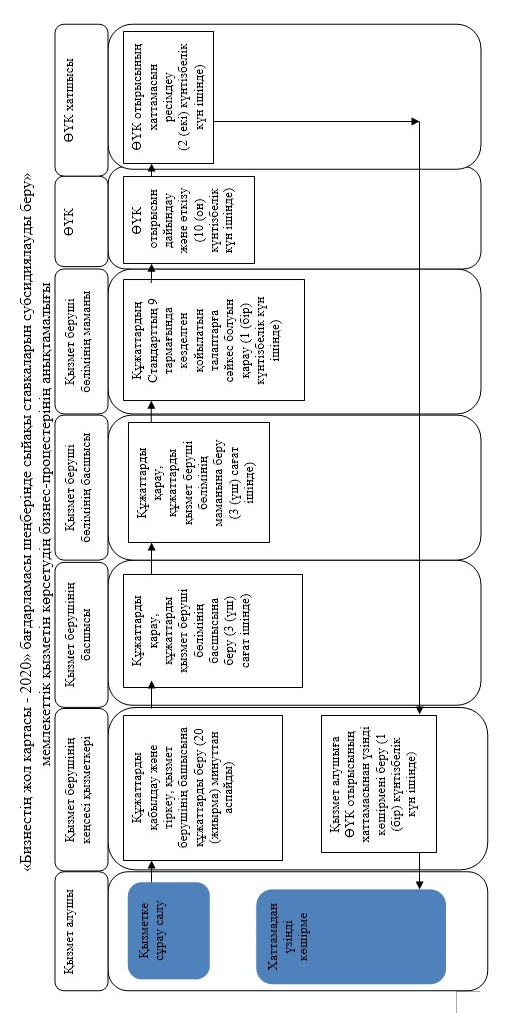 «Бизнестің жол картасы - 2020» бағдарламасы шеңберінде сыйақы ставкаларын субсидиялауды беру»
мемлекеттік қызметін көрсетудің бизнес-процестерінің анықтамалығы
Қызмет алушы
Қызмет берушінің
кеңсесі қызметкері
Қызмет берушінің
басшысы
Қызмет беруші
бөлімінің басшысы
Қызмет беруші
бөлімінің маманы
ӨҮК
ӨҮК хатшысы
Қызметке
сұрау салу
Құжаттарды
қабылдау және
тіркеу, қызмет
берушінің башысына
құжаттарды беру (20
(жиырма) минуттан
аспайды)
Құжаттарды
қарау,
құжаттарды
қызмет беруші
бөлімінің
басшысына
беру (3 (үш)
сағат ішінде)
Құжаттарды
қарау,
құжаттарды
қызмет беруші
бөлімінің
маманына беру
(3 (үш) сағат
ішінде)
Құжаттардың
Стандарттың 9
тармағында
көзделген
қойылатын
талаптарға
сәйкес болуын
қарау (1 (бір)
күнтізбелік күн
ішінде)
ӨҮК
отырысын
дайындау
және өткізу
(10 (он)
күнтізбелік
күн ішінде)
ӨҮК отырысының
хаттамасын
ресімдеу
(2 (екі) күнтізбелік
күн ішінде)
Қызмет алушыға
ӨҮК отырысының
хаттамасынан үзінді
көшірмені беру (1
(бір) күнтізбелік
күн ішінде)
Хаттамадан
үзінді
көшірме